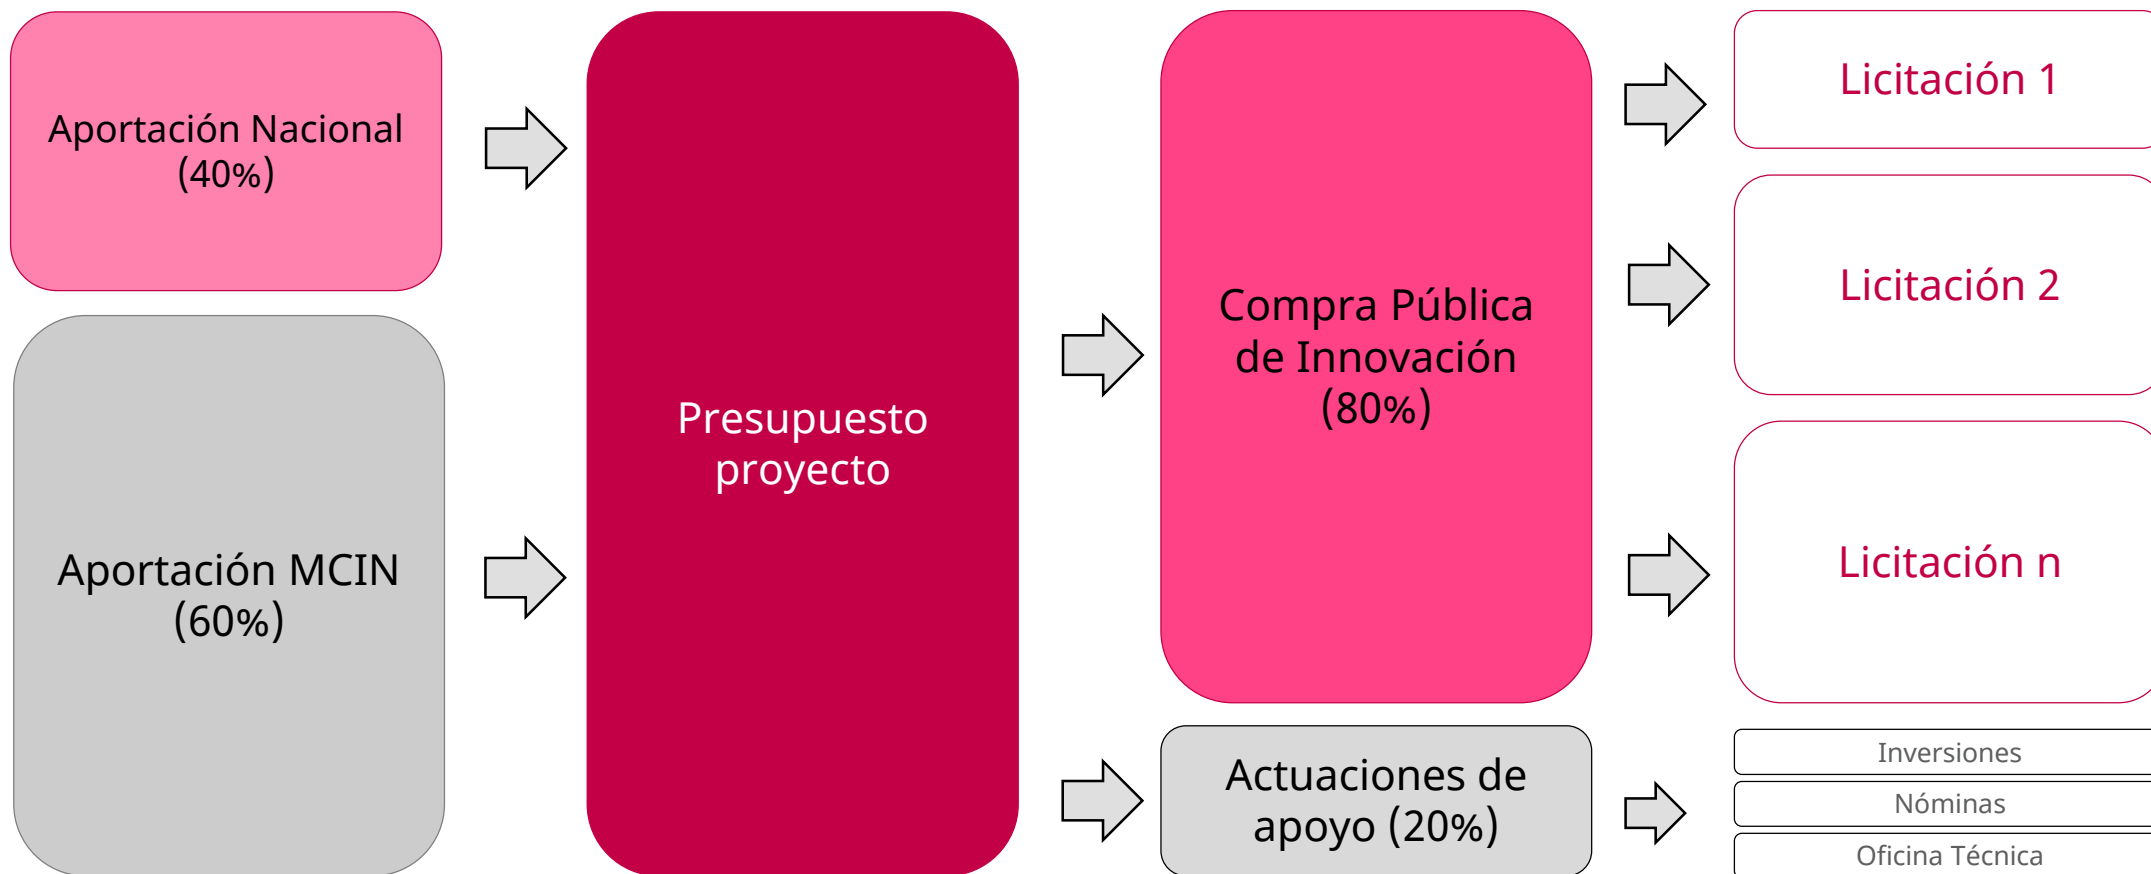 Aportación Nacional
(40%)
Aportación MCIN
(60%)
Presupuesto
proyecto
Compra Pública
de Innovación
(80%)
Actuaciones de
apoyo (20%)
Licitación 1
Licitación 2
Licitación n
Inversiones
Nóminas
Oficina Técnica